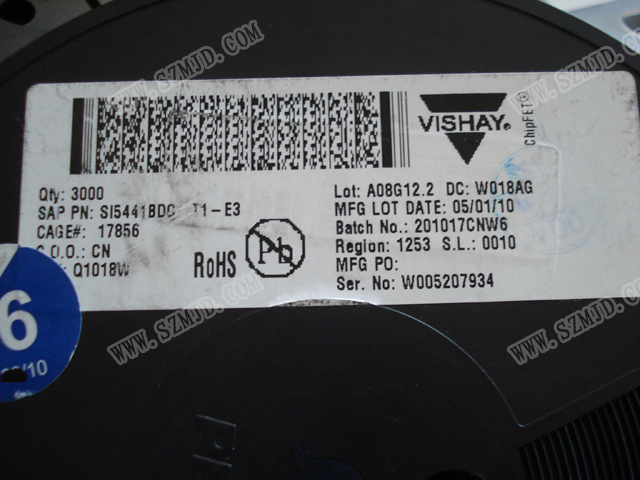 VISHAY®
ChipFET®
Qty: 3000
SAP PN: SI5441BDC T1-E3
CAGE#: 17856
C.O.O.: CN
Q1018W
RoHS
Pb
Lot: A08G12.2 DC: W018AG
MFG LOT DATE: 05/01/10
Batch No.: 201017CNW6
Region: 1253 S.L.: 0010
MFG PO:
Ser. No: W005207934
6
/10
WWW.SZMJD.COM
WWW.SZMJD.COM
WWW.SZMJD.COM
WWW.SZMJD.COM